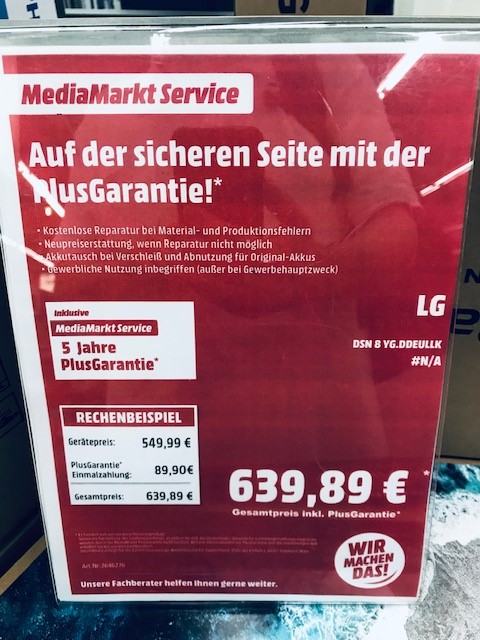 MediaMarkt Service
Auf der sicheren Seite mit der
PlusGarantie!*
• Kostenlose Reparatur bei Material- und Produktionsfehlern
• Neupreiserstattung, wenn Reparatur nicht möglich
• Akkutausch bei Verschleiß und Abnutzung für Original-Akkus
• Gewerbliche Nutzung inbegriffen (außer bei Gewerbehauptzweck)
Inklusive
MediaMarkt Service
5 Jahre
PlusGarantie*
LG
DSN 8 YG.DDEULLK
#N/A
RECHENBEISPIEL
Gerätepreis: 549,99 €
PlusGarantie*
Einmalzahlung: 89,90€
Gesamtpreis: 639,89 €
639,89 € *
Gesamtpreis inkl. PlusGarantie*
WIR
MACHEN
DAS!
Art.Nr:2646276
Unsere Fachberater helfen Ihnen gerne weiter.